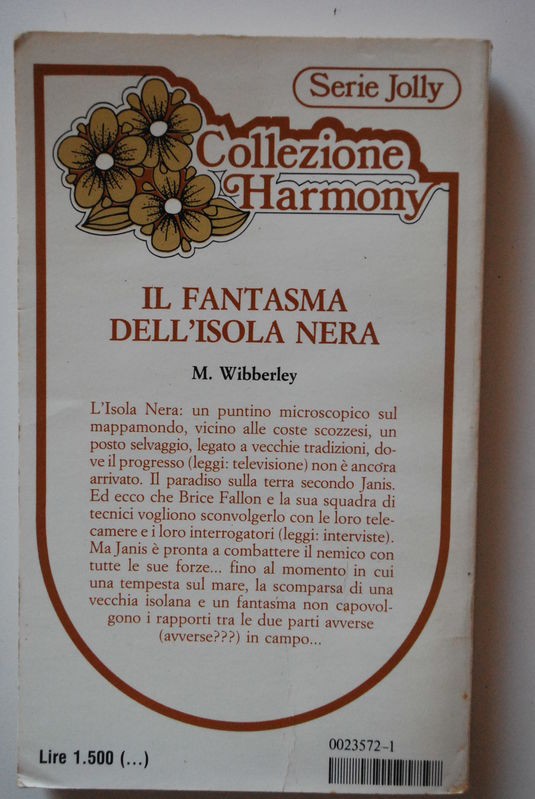 Serie Jolly
Collezione
Harmony
IL FANTASMA
DELL'ISOLA NERA
M. Wibberley
L'Isola Nera: un puntino microscopico sul
mappamondo, vicino alle coste scozzesi, un
posto selvaggio, legato a vecchie tradizioni, do-
ve il progresso (leggi: televisione) non è ancora
arrivato. Il paradiso sulla terra secondo Janis.
Ed ecco che Brice Fallon e la sua squadra di
tecnici vogliono sconvolgerlo con le loro tele-
camere e i loro interrogatori (leggi: interviste).
Ma Janis è pronta a combattere il nemico con
tutte le sue forze... fino al momento in cui
una tempesta sul mare, la scomparsa di una
vecchia isolana e un fantasma non capovol-
gono i rapporti tra le due parti avverse
(avverse???) in campo...
Lire 1.500 (...)
0023572-1